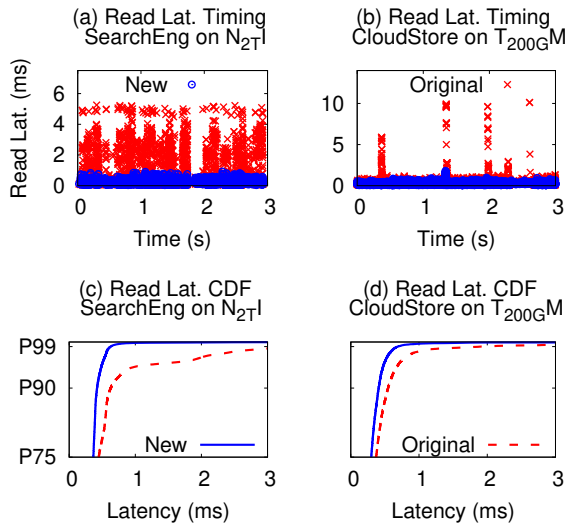 (a) Read Lat. Timing
SearchEng on N2TI
New
Read Lat. (ms)
6
4
2
0
0 1 2 3
Time (s)
(b) Read Lat. Timing
CloudStore on T200GM
Original
10
5
0
0 1 2 3
Time (s)
(c) Read Lat. CDF
SearchEng on N2TI
P99
P90
P75
New
0 1 2 3
Latency (ms)
(d) Read Lat. CDF
CloudStore on T200GM
Original
0 1 2 3
Latency (ms)